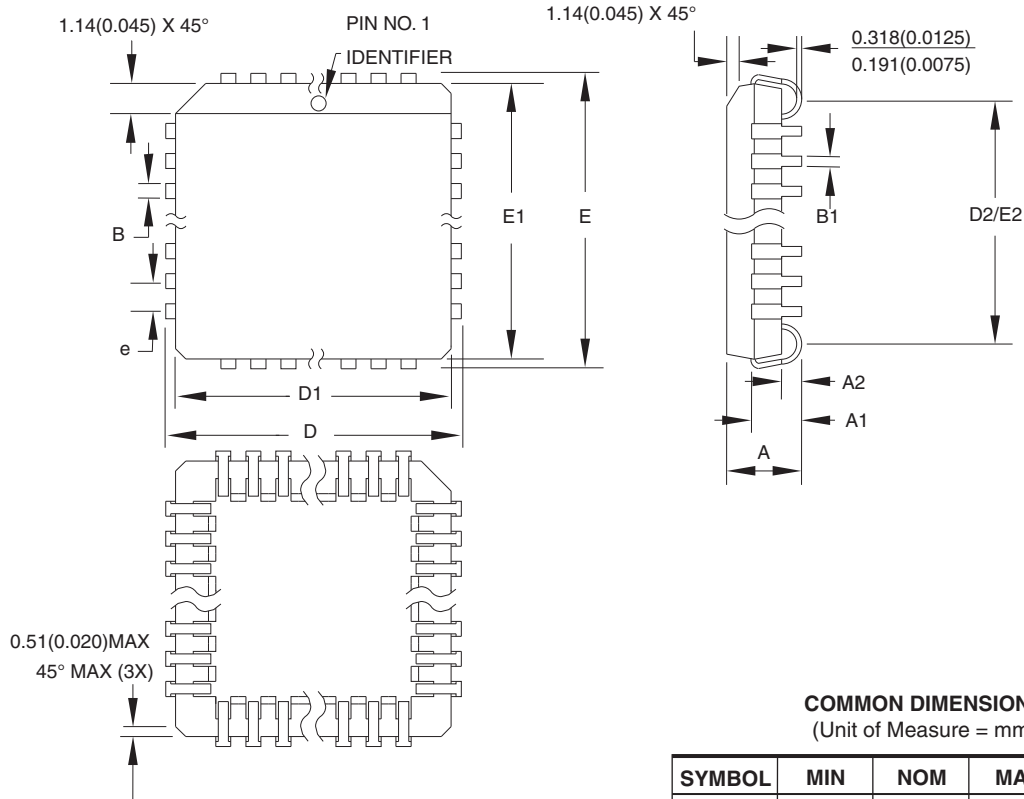 1.14(0.045) X 45°
PIN NO. 1
IDENTIFIER
1.14(0.045) X 45°
0.318(0.0125)
0.191(0.0075)
B
e
E1
E
B1
D2/E2
D1
D
A2
A1
A
0.51(0.020)MAX
45° MAX (3X)
COMMON DIMENSION
(Unit of Measure = mm
SYMBOL MIN NOM MA